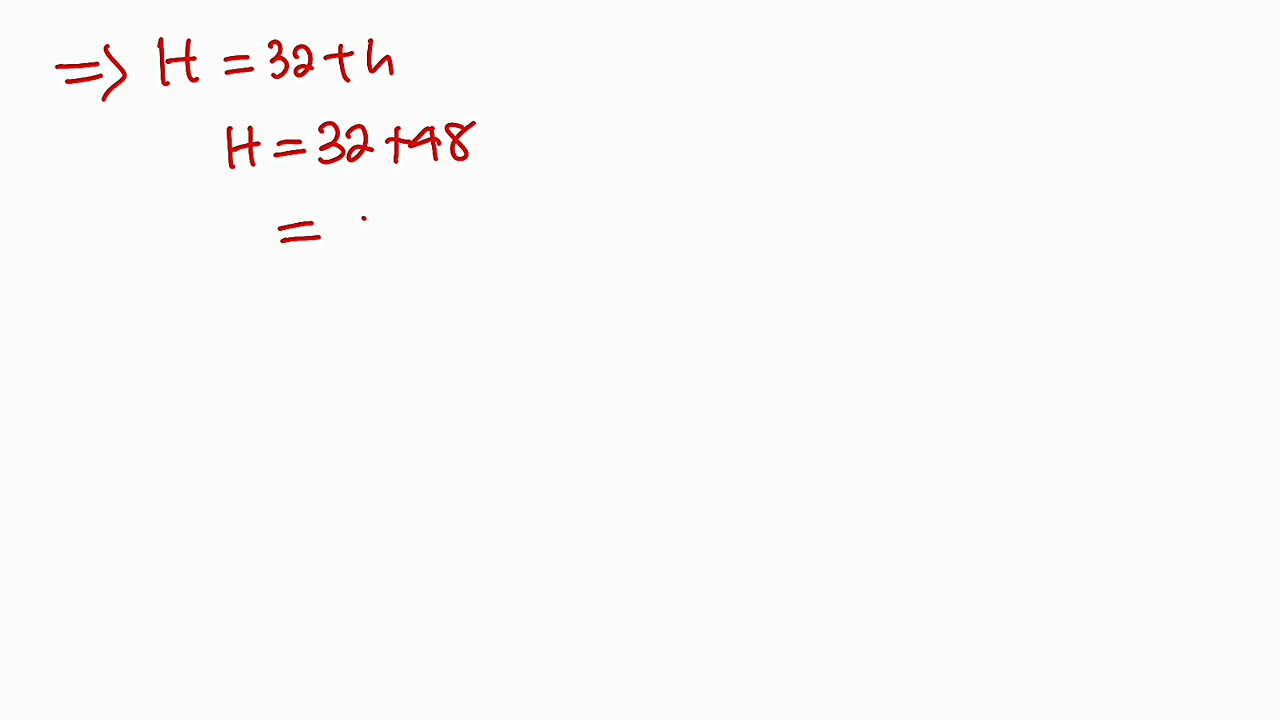 ⇒ H = 32 + h
H = 32 + 48
=